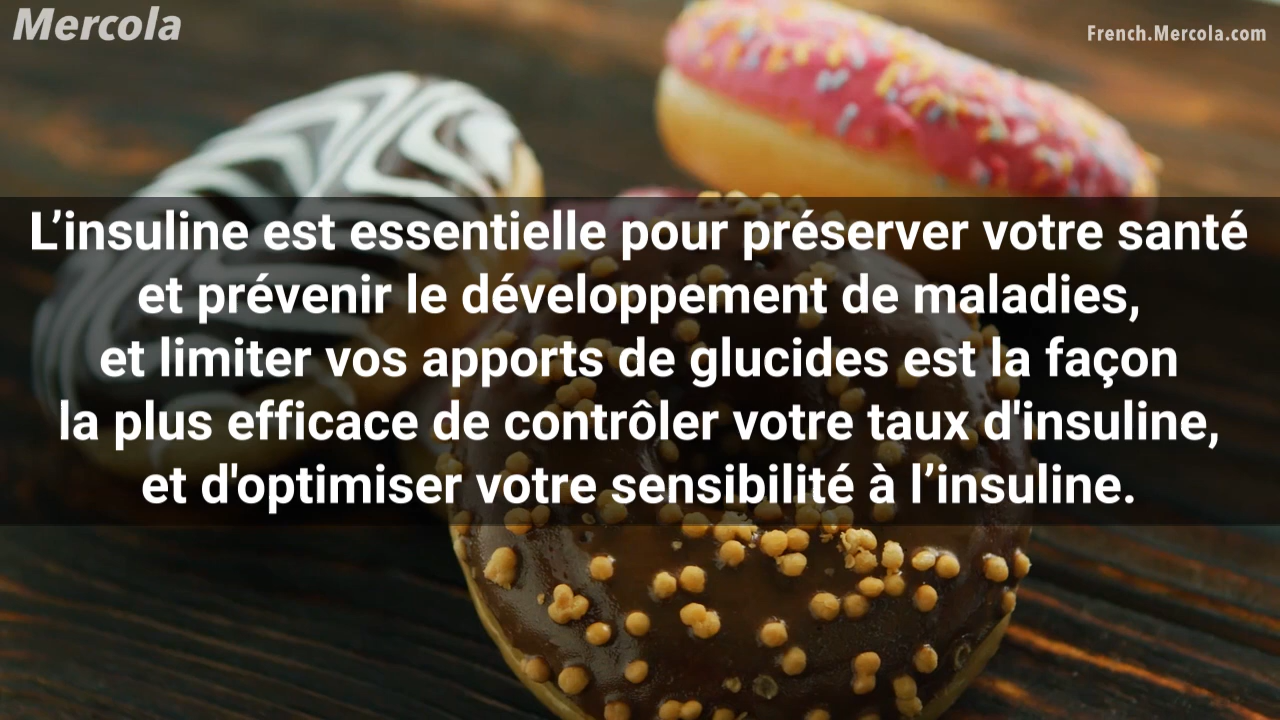 Mercola
French.Mercola.com
L’insuline est essentielle pour préserver votre santé
et prévenir le développement de maladies,
et limiter vos apports de glucides est la façon
la plus efficace de contrôler votre taux d'insuline,
et d'optimiser votre sensibilité à l’insuline.